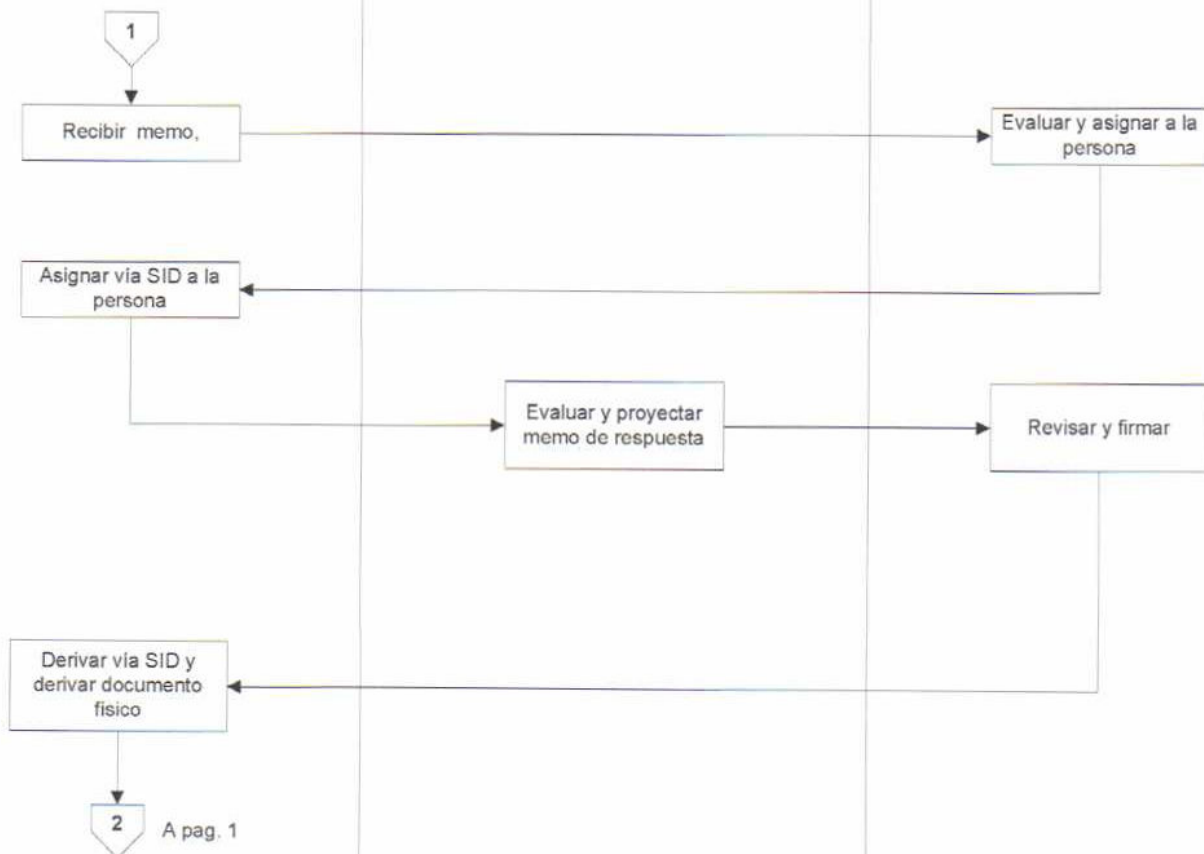 1
Recibir memo,
Evaluar y asignar a la
persona
Asignar vía SID a la
persona
Evaluar y proyectar
memo de respuesta
Revisar y firmar
Derivar vía SID y
derivar documento
físico
2
A pag. 1